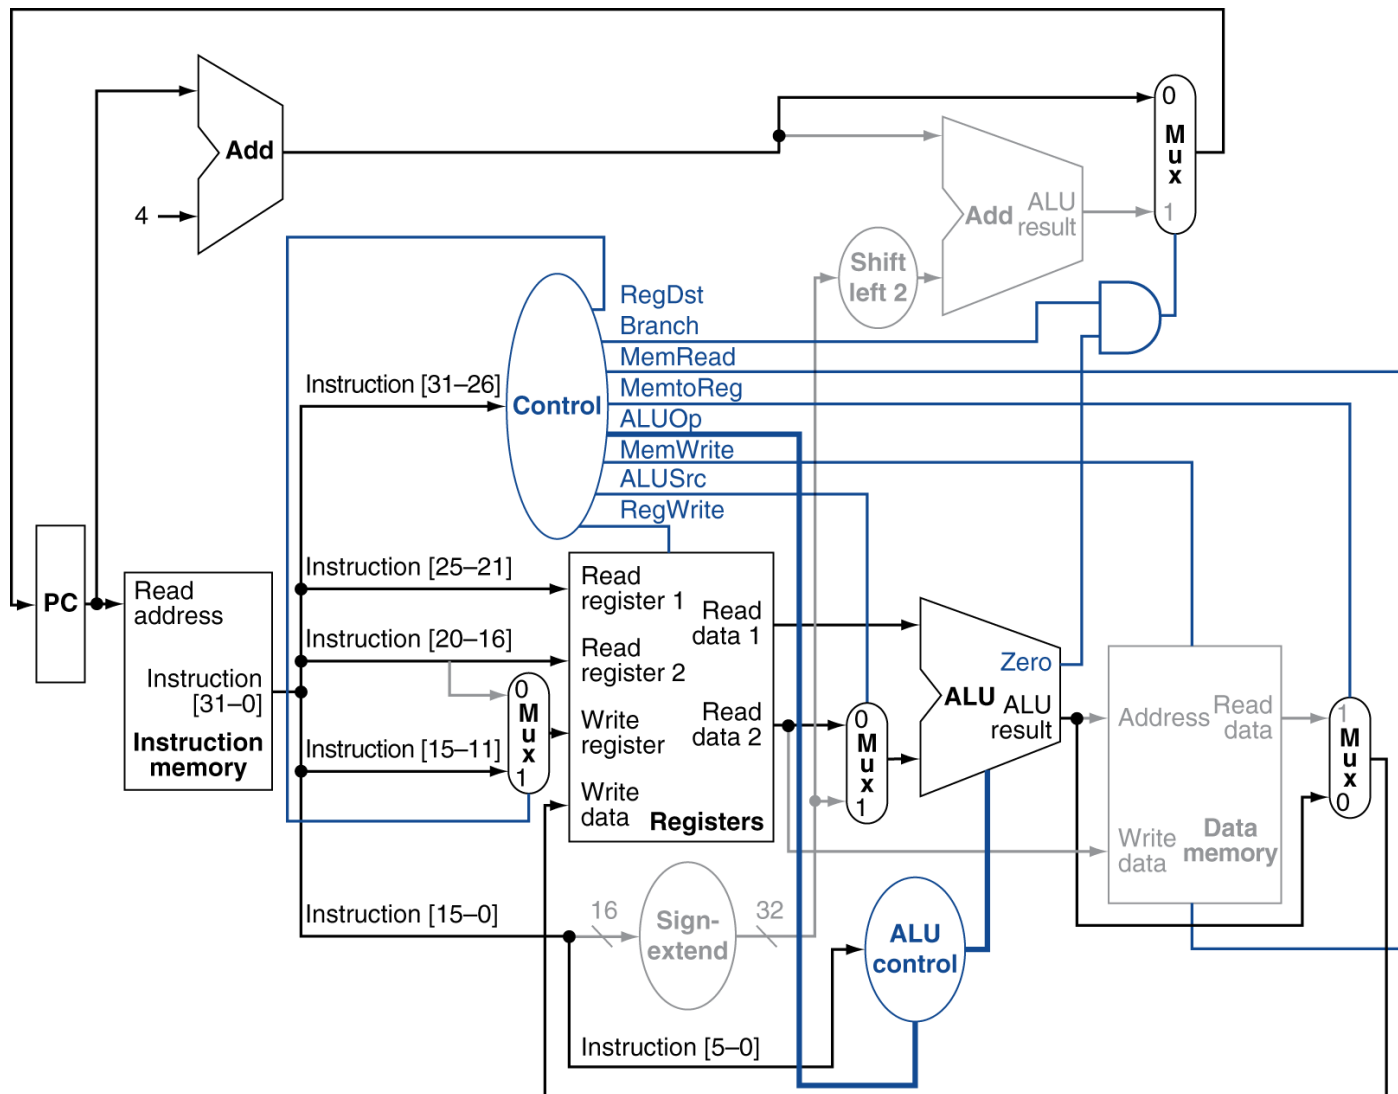 0
M
u
x
1
Add
4
Add
ALU
result
Shift
left 2
RegDst
Branch
MemRead
MemtoReg
ALUOp
MemWrite
ALUSrc
RegWrite
Control
Instruction [31–26]
Instruction [25–21]
Instruction [20–16]
Instruction [15–11]
Instruction [15–0]
Instruction [5–0]
PC
Read
address
Instruction
[31–0]
Instruction
memory
0
M
u
x
1
Read
register 1
Read
register 2
Write
register
Write
data
Read
data 1
Read
data 2
Registers
0
M
u
x
1
Zero
ALU
ALU
result
Address
Read
data
Write
data
Data
memory
1
M
u
x
0
16
Sign-
extend
32
ALU
control